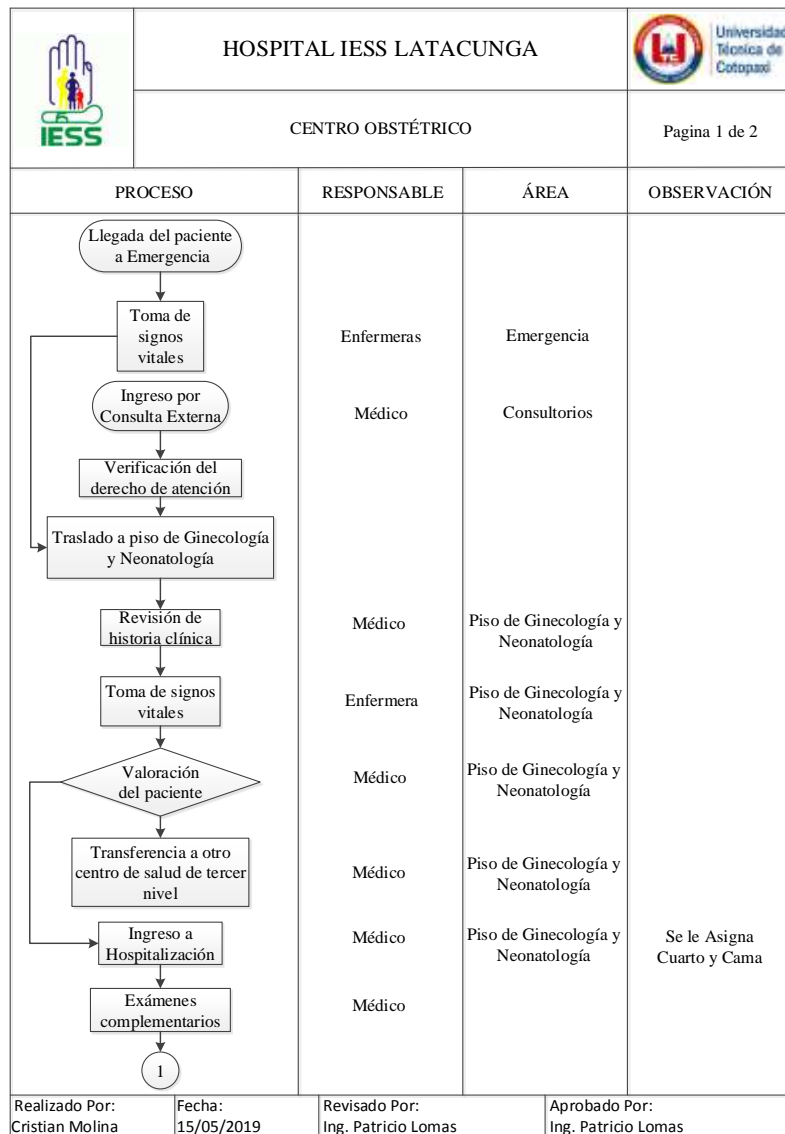 IESS
HOSPITAL IESS LATACUNGA
Universidad
Técnica de
Cotopaxi
CENTRO OBSTÉTRICO
Pagina 1 de 2
PROCESO
RESPONSABLE
ÁREA
OBSERVACIÓN
Llegada del paciente
a Emergencia
Toma de
signos
vitales
Enfermeras
Emergencia
Ingreso por
Consulta Externa
Médico
Consultorios
Verificación del
derecho de atención
Traslado a piso de Ginecología
y Neonatología
Revisión de
historia clínica
Médico
Piso de Ginecología y
Neonatología
Toma de signos
vitales
Enfermera
Piso de Ginecología y
Neonatología
Valoración
del paciente
Médico
Piso de Ginecología y
Neonatología
Transferencia a otro
centro de salud de tercer
nivel
Médico
Piso de Ginecología y
Neonatología
Ingreso a
Hospitalización
Médico
Piso de Ginecología y
Neonatología
Se le Asigna
Cuarto y Cama
Exámenes
complementarios
Médico
1
Realizado Por:
Cristian Molina
Fecha:
15/05/2019
Revisado Por:
Ing. Patricio Lomas
Aprobado Por:
Ing. Patricio Lomas